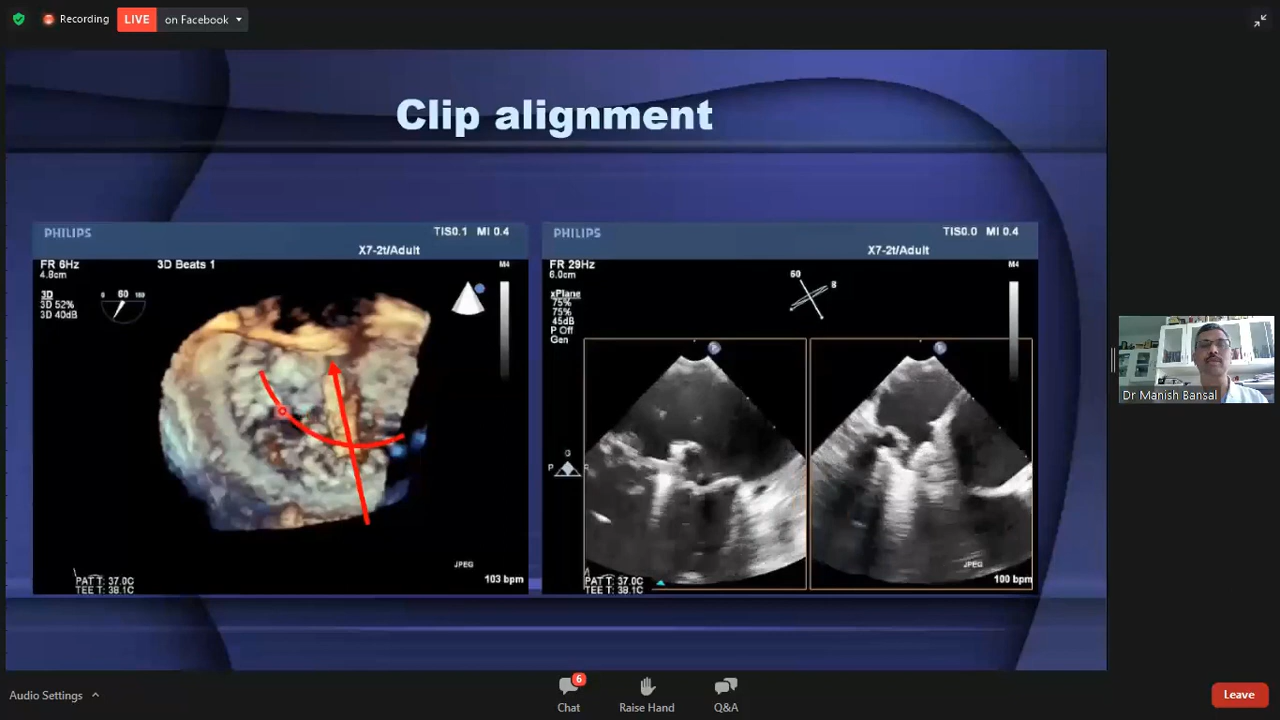 Recording
LIVE on Facebook
Clip alignment
PHILIPS
TIS0.1 MI 0.4
X7-2t/Adult
FR 6Hz
4.8cm
3D Beats 1
M4
3D
3D 52%
3D 40dB
0 60 180
PAT T: 37.0C
TEE T: 38.1C
JPEG
103 bpm
PHILIPS
TIS0.0 MI 0.4
X7-2t/Adult
FR 29Hz
6.0cm
M4
xPlane
75%
75%
45dB
P Off
Gen
60
8
G
P
PAT T: 37.0C
TEE T: 38.1C
JPEG
100 bpm
Dr Manish Bansal
Audio Settings
6
Chat
Raise Hand
Q&A
Leave